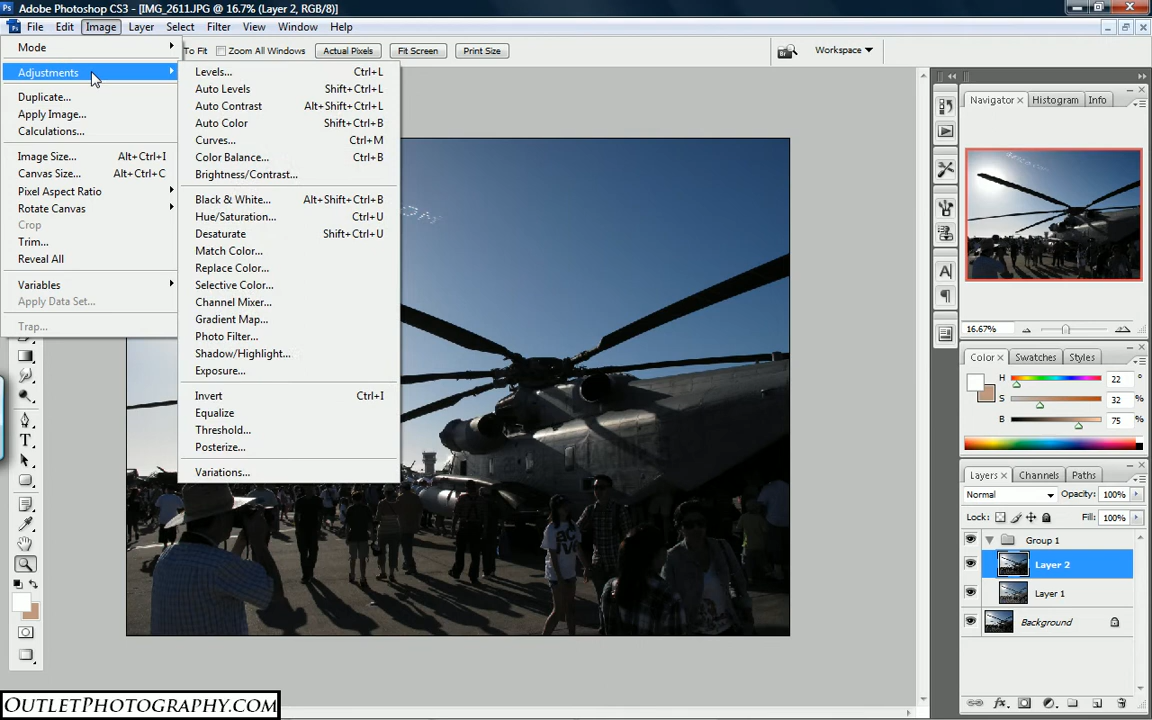 Ps Adobe Photoshop CS3 - [IMG_2611.JPG @ 16.7% (Layer 2, RGB/8)]
File Edit Image Layer Select Filter View Window Help
To Fit Zoom All Windows Actual Pixels Fit Screen Print Size Workspace
Mode
Adjustments
Duplicate...
Apply Image...
Calculations...
Image Size... Alt+Ctrl+I
Canvas Size... Alt+Ctrl+C
Pixel Aspect Ratio
Rotate Canvas
Crop
Trim...
Reveal All
Variables
Apply Data Set...
Trap...
Levels... Ctrl+L
Auto Levels Shift+Ctrl+L
Auto Contrast Alt+Shift+Ctrl+L
Auto Color Shift+Ctrl+B
Curves... Ctrl+M
Color Balance... Ctrl+B
Brightness/Contrast...
Black & White... Alt+Shift+Ctrl+B
Hue/Saturation... Ctrl+U
Desaturate Shift+Ctrl+U
Match Color...
Replace Color...
Selective Color...
Channel Mixer...
Gradient Map...
Photo Filter...
Shadow/Highlight...
Exposure...
Invert Ctrl+I
Equalize
Threshold...
Posterize...
Variations...
Navigator Histogram Info
16.67%
Color Swatches Styles
H 22 °
S 32 %
B 75 %
Layers Channels Paths
Normal Opacity: 100%
Lock: Fill: 100%
Group 1
Layer 2
Layer 1
Background
OUTLETPHOTOGRAPHY.COM